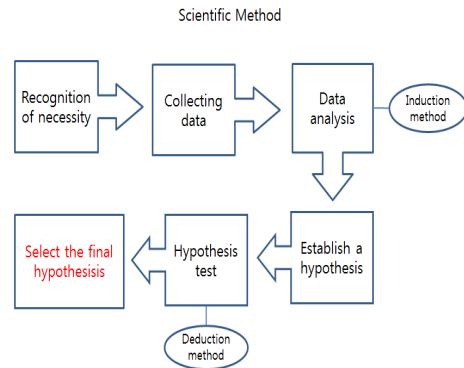 Scientific Method
Recognition
of necessity
Collecting
data
Data
analysis
Induction
method
Establish a
hypothesis
Hypothesis
test
Deduction
method
Select the final
hypothesisis